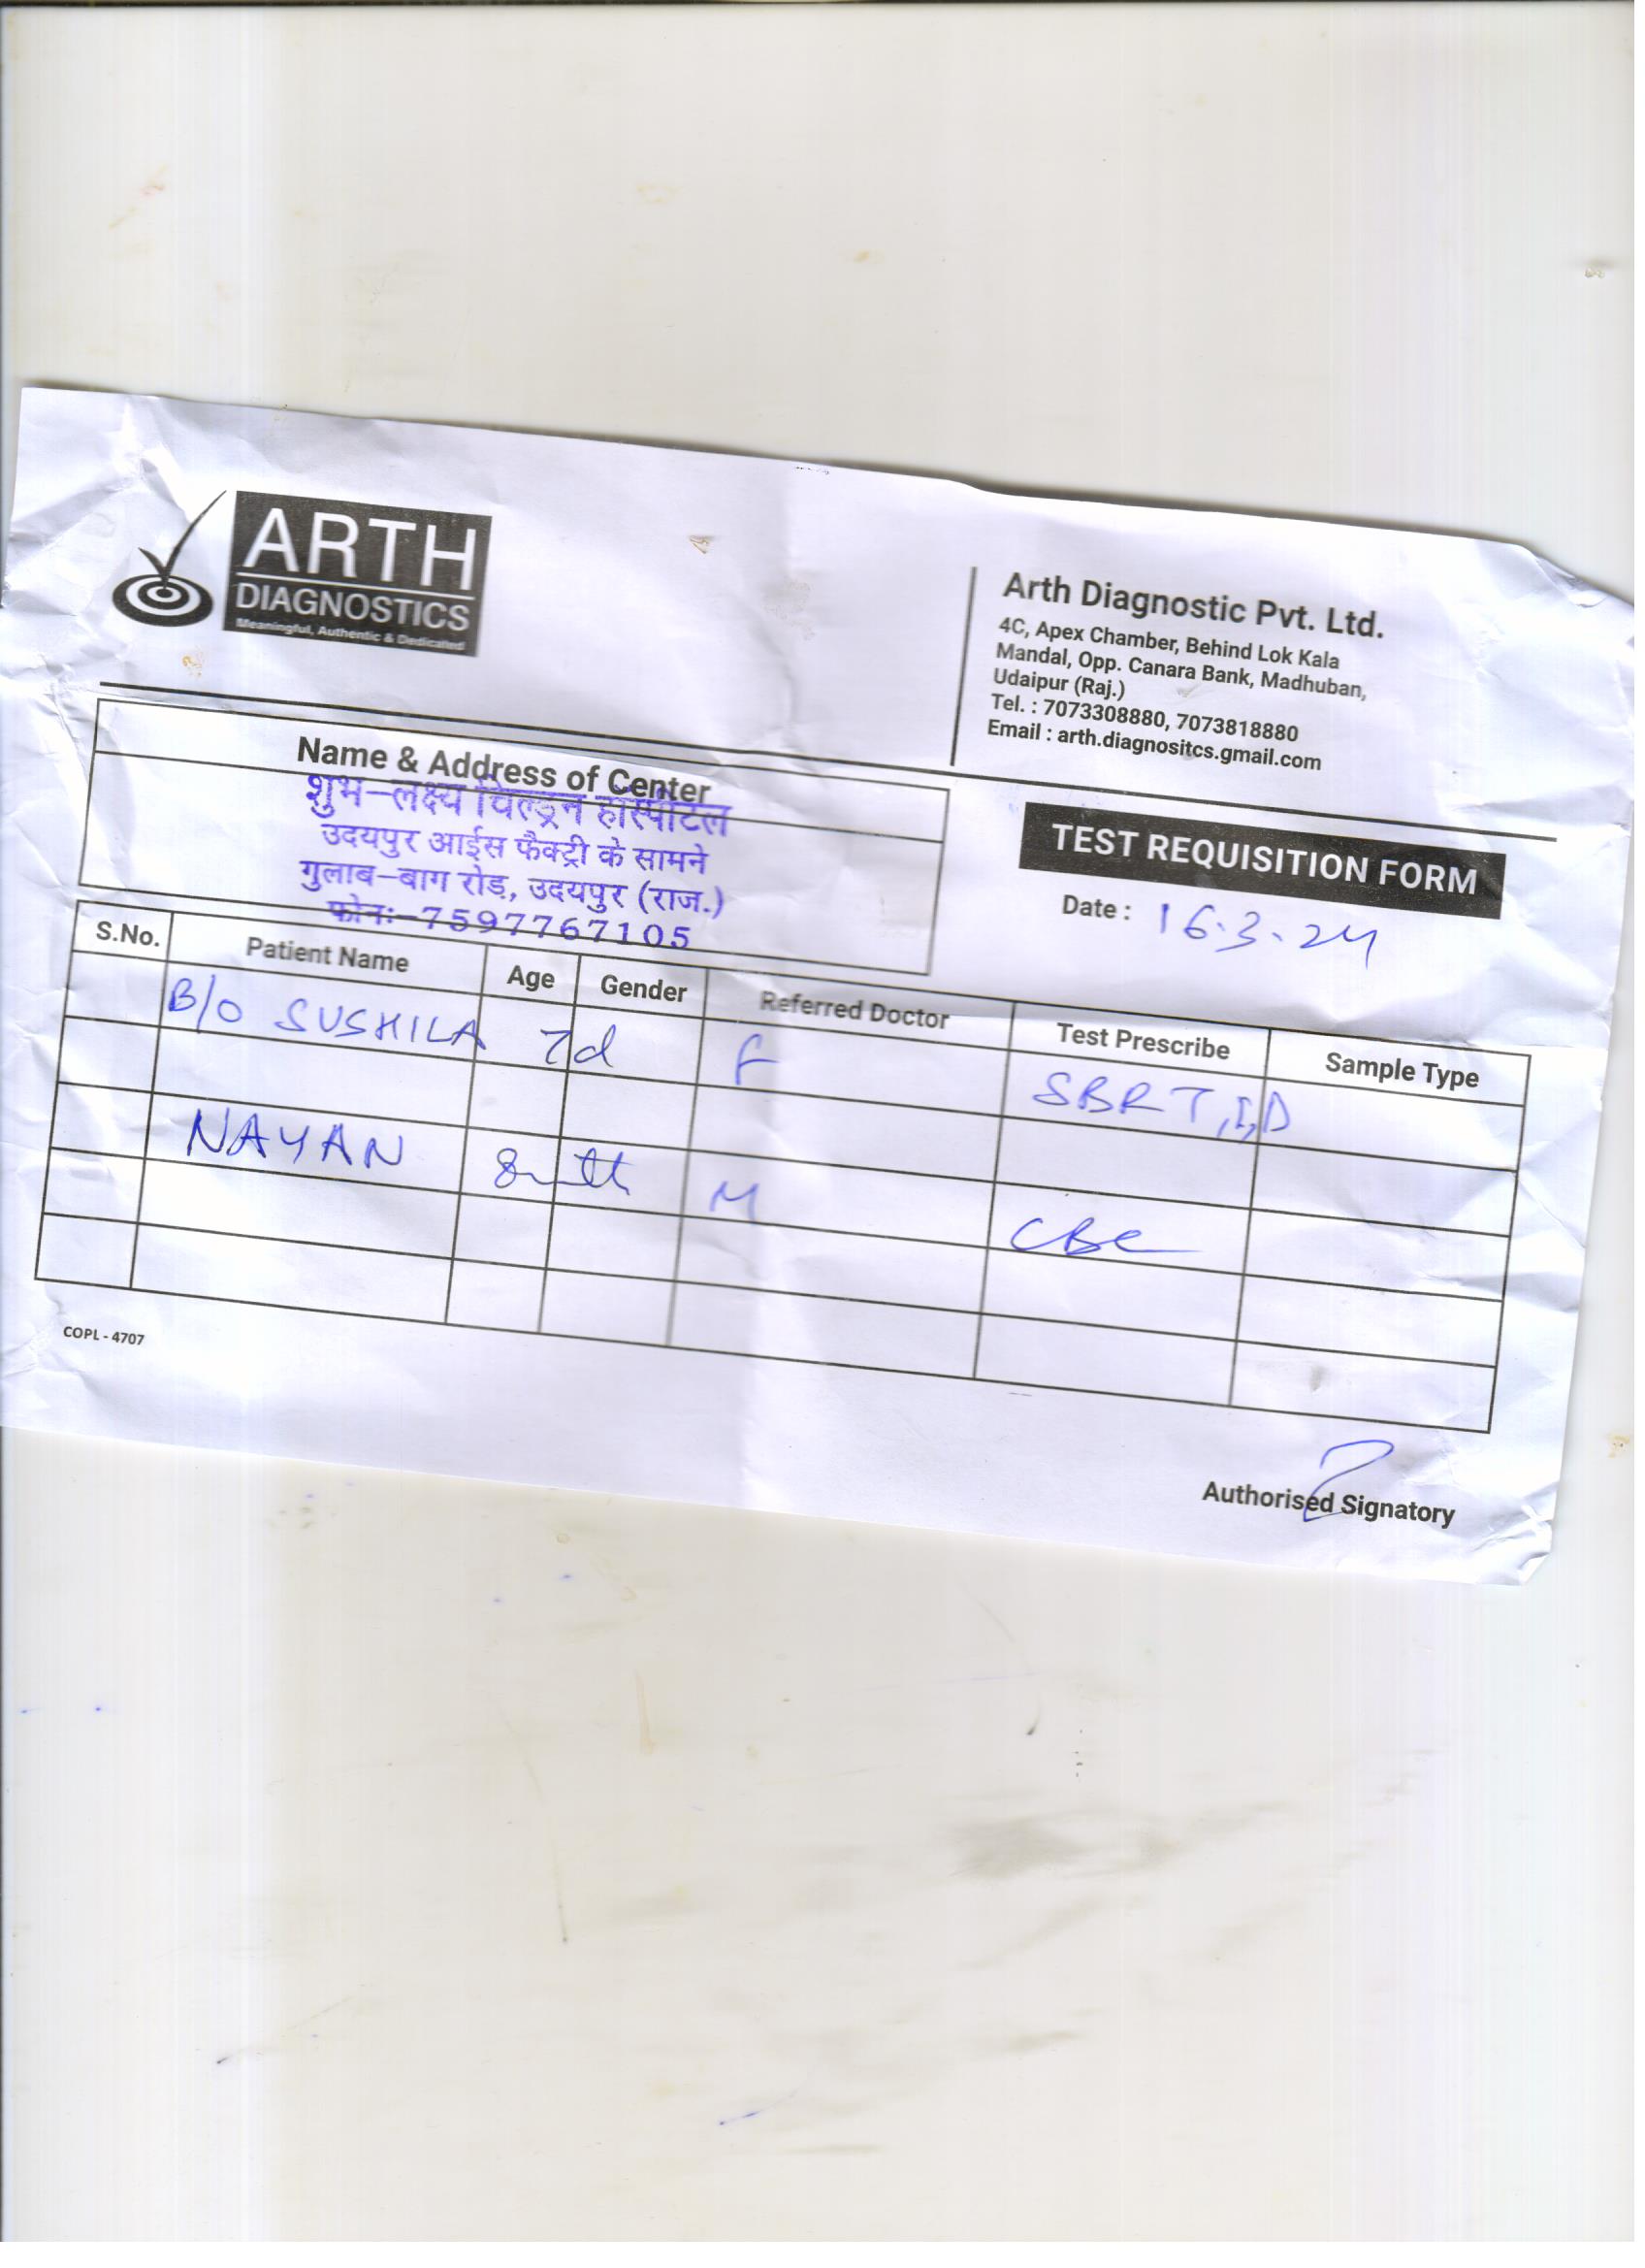 ARTH
DIAGNOSTICS
Meaningful, Authentic & Dedicated
Arth Diagnostic Pvt. Ltd.
4C, Apex Chamber, Behind Lok Kala
Mandal, Opp. Canara Bank, Madhuban,
Udaipur (Raj.)
Tel. : 7073308880, 7073818880
Email : arth.diagnositcs.gmail.com
Name & Address of Center
शुभ-लक्ष्य चिल्ड्रन हॉस्पीटल
उदयपुर आईस फैक्ट्री के सामने
गुलाब-बाग रोड़, उदयपुर (राज.)
फोनः-7597767105
TEST REQUISITION FORM
Date : 16.3.24
S.No. Patient Name Age Gender Referred Doctor Test Prescribe Sample Type
B/O SUSHILA 7d F SBR T,I,D
NAYAN M CBC
COPL - 4707
Authorised Signatory